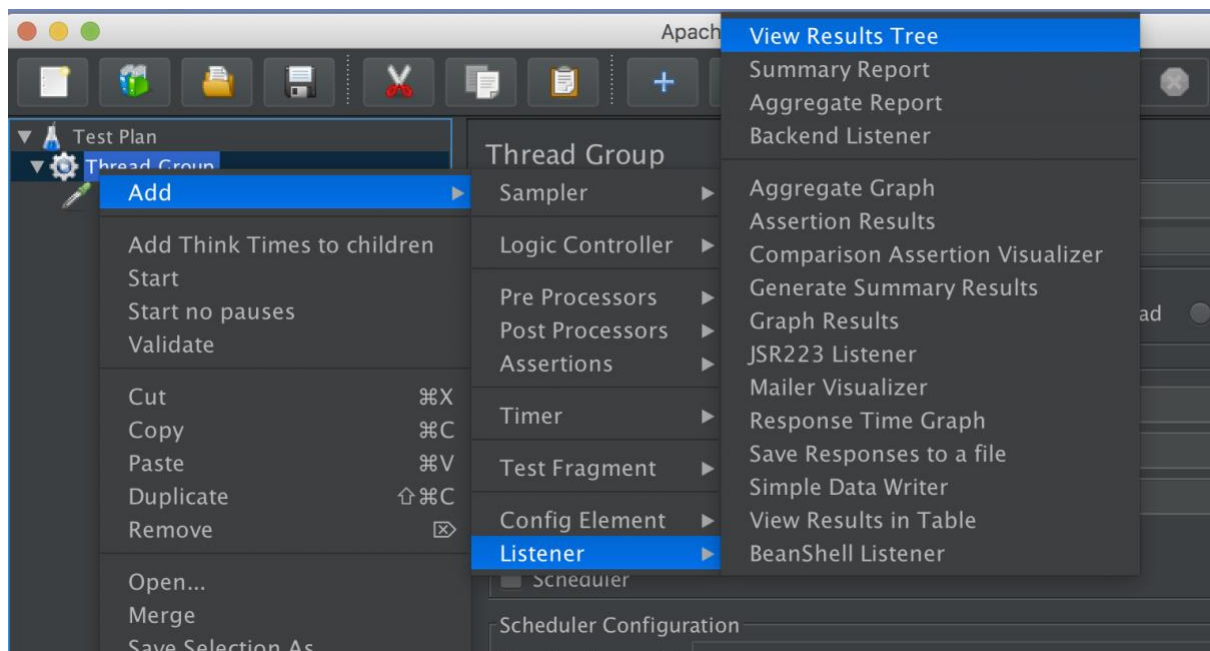 Apach
Test Plan
Thread Group
Add
Add Think Times to children
Start
Start no pauses
Validate
Cut ⌘X
Copy ⌘C
Paste ⌘V
Duplicate ⇧⌘C
Remove ⌦
Open...
Merge
Save Selection As
Thread Group
Sampler
Logic Controller
Pre Processors
Post Processors
Assertions
Timer
Test Fragment
Config Element
Listener
Scheduler
Scheduler Configuration
View Results Tree
Summary Report
Aggregate Report
Backend Listener
Aggregate Graph
Assertion Results
Comparison Assertion Visualizer
Generate Summary Results
Graph Results
JSR223 Listener
Mailer Visualizer
Response Time Graph
Save Responses to a file
Simple Data Writer
View Results in Table
BeanShell Listener
ad